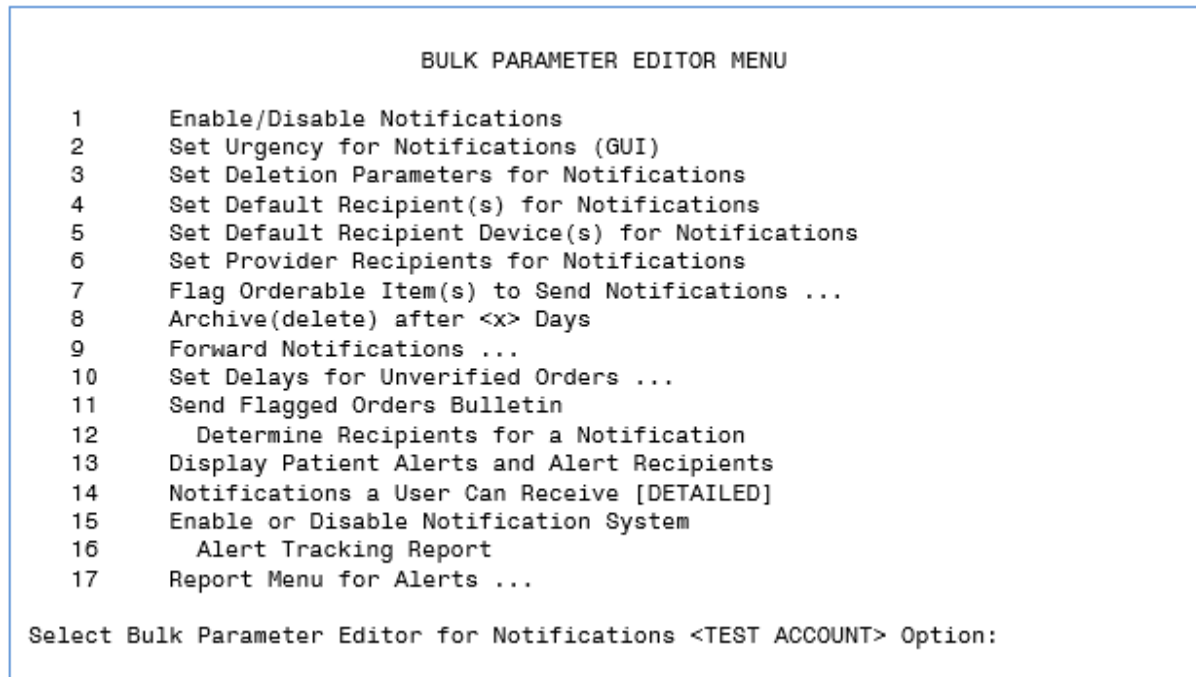 BULK PARAMETER EDITOR MENU
1 Enable/Disable Notifications
2 Set Urgency for Notifications (GUI)
3 Set Deletion Parameters for Notifications
4 Set Default Recipient(s) for Notifications
5 Set Default Recipient Device(s) for Notifications
6 Set Provider Recipients for Notifications
7 Flag Orderable Item(s) to Send Notifications ...
8 Archive(delete) after <x> Days
9 Forward Notifications ...
10 Set Delays for Unverified Orders ...
11 Send Flagged Orders Bulletin
12 Determine Recipients for a Notification
13 Display Patient Alerts and Alert Recipients
14 Notifications a User Can Receive [DETAILED]
15 Enable or Disable Notification System
16 Alert Tracking Report
17 Report Menu for Alerts ...
Select Bulk Parameter Editor for Notifications <TEST ACCOUNT> Option: